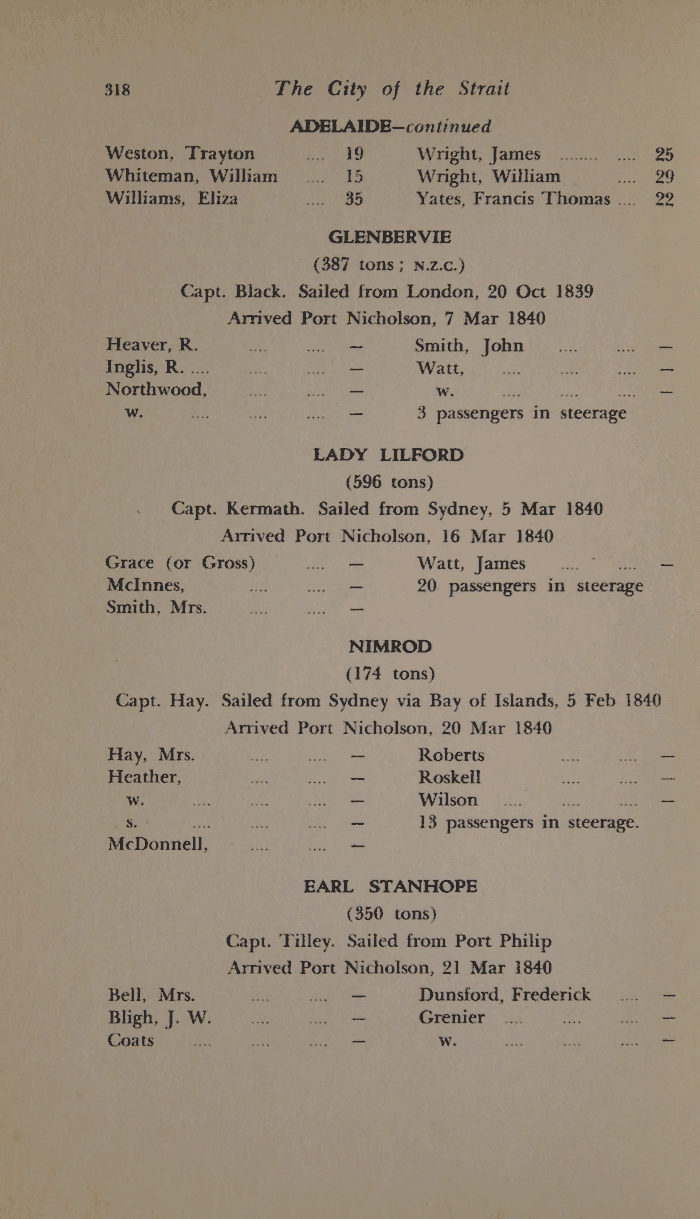 318 The City of the Strait
ADELAIDE—continued
Weston, Trayton .... 19 Wright, James ........ .... 25
Whiteman, William .... 15 Wright, William .... 29
Williams, Eliza .... 35 Yates, Francis Thomas .... 22
GLENBERVIE
(387 tons; N.Z.C.)
Capt. Black. Sailed from London, 20 Oct 1839
Arrived Port Nicholson, 7 Mar 1840
Heaver, R. .... .... — Smith, John .... .... —
Inglis, R. .... .... .... — Watt, .... .... .... —
Northwood, .... .... — w. .... .... .... —
w. .... .... .... — 3 passengers in steerage
LADY LILFORD
(596 tons)
Capt. Kermath. Sailed from Sydney, 5 Mar 1840
Arrived Port Nicholson, 16 Mar 1840
Grace (or Gross) .... — Watt, James .... .... —
McInnes, .... .... — 20 passengers in steerage
Smith, Mrs. .... .... —
NIMROD
(174 tons)
Capt. Hay. Sailed from Sydney via Bay of Islands, 5 Feb 1840
Arrived Port Nicholson, 20 Mar 1840
Hay, Mrs. .... .... — Roberts .... .... —
Heather, .... .... — Roskell .... .... —
w. .... .... .... — Wilson .... .... .... —
s. .... .... .... — 13 passengers in steerage.
McDonnell, .... .... —
EARL STANHOPE
(350 tons)
Capt. Tilley. Sailed from Port Philip
Arrived Port Nicholson, 21 Mar 1840
Bell, Mrs. .... .... — Dunsford, Frederick .... —
Bligh, J. W. .... .... — Grenier .... .... .... —
Coats .... .... .... — w. .... .... .... —